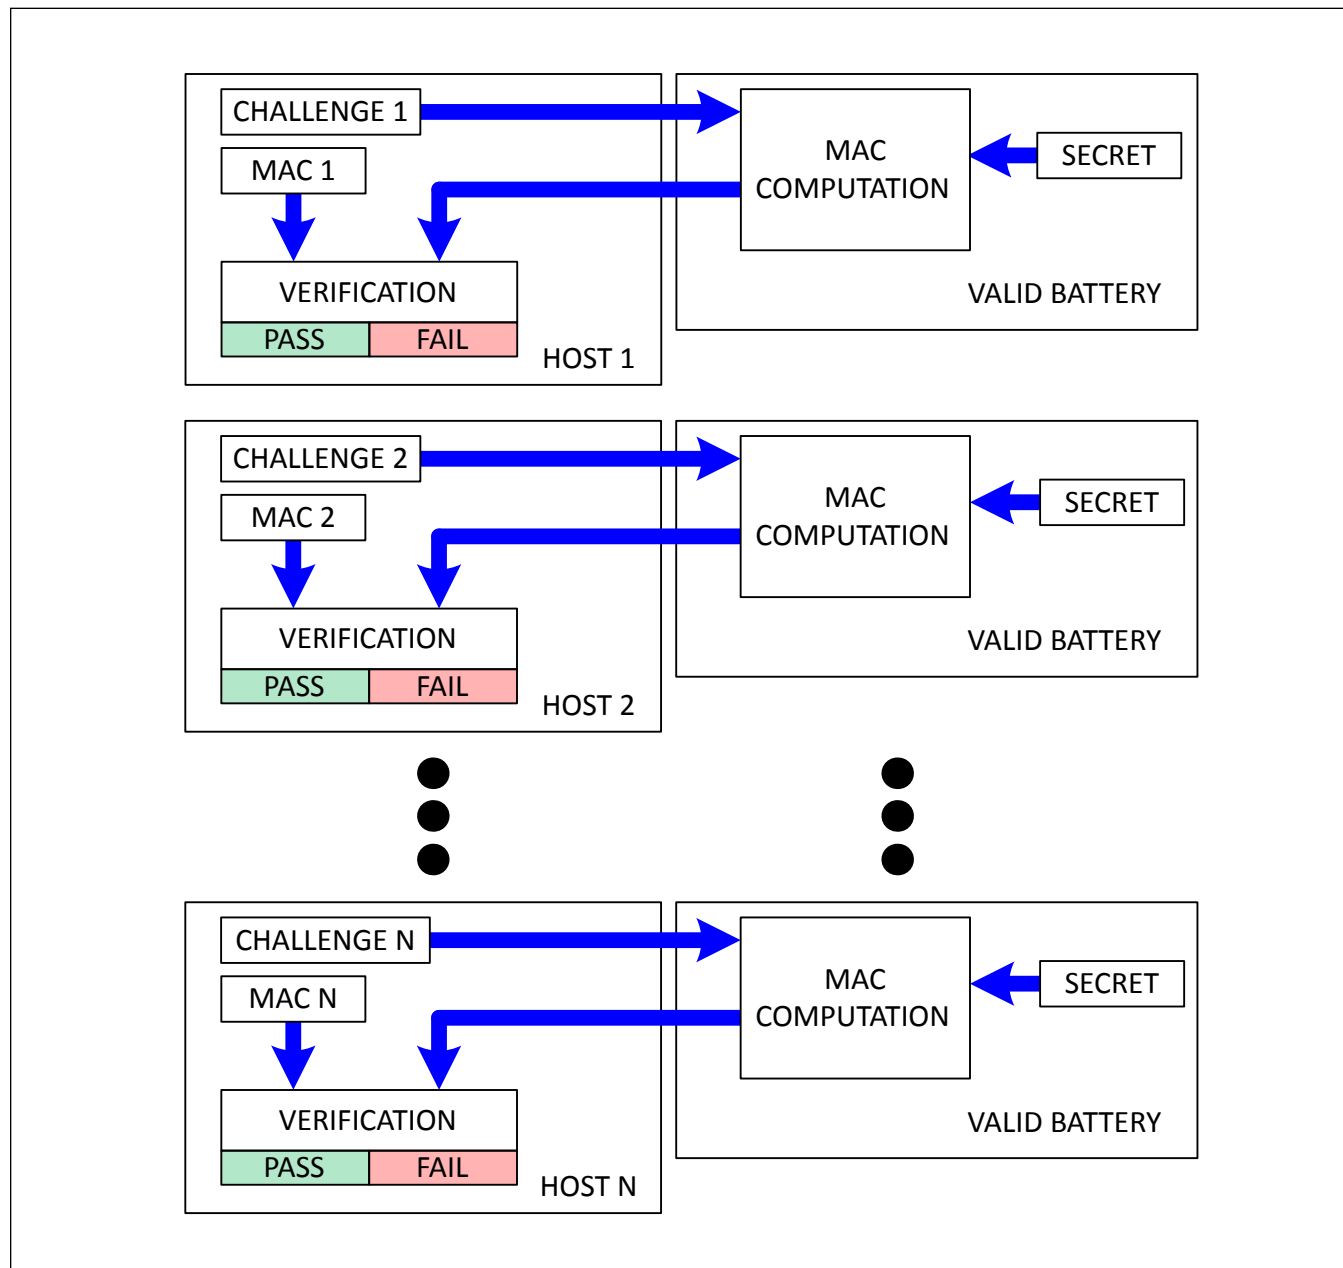 CHALLENGE 1
MAC 1
VERIFICATION
PASS FAIL
HOST 1
MAC
COMPUTATION
SECRET
VALID BATTERY
CHALLENGE 2
MAC 2
VERIFICATION
PASS FAIL
HOST 2
MAC
COMPUTATION
SECRET
VALID BATTERY
CHALLENGE N
MAC N
VERIFICATION
PASS FAIL
HOST N
MAC
COMPUTATION
SECRET
VALID BATTERY